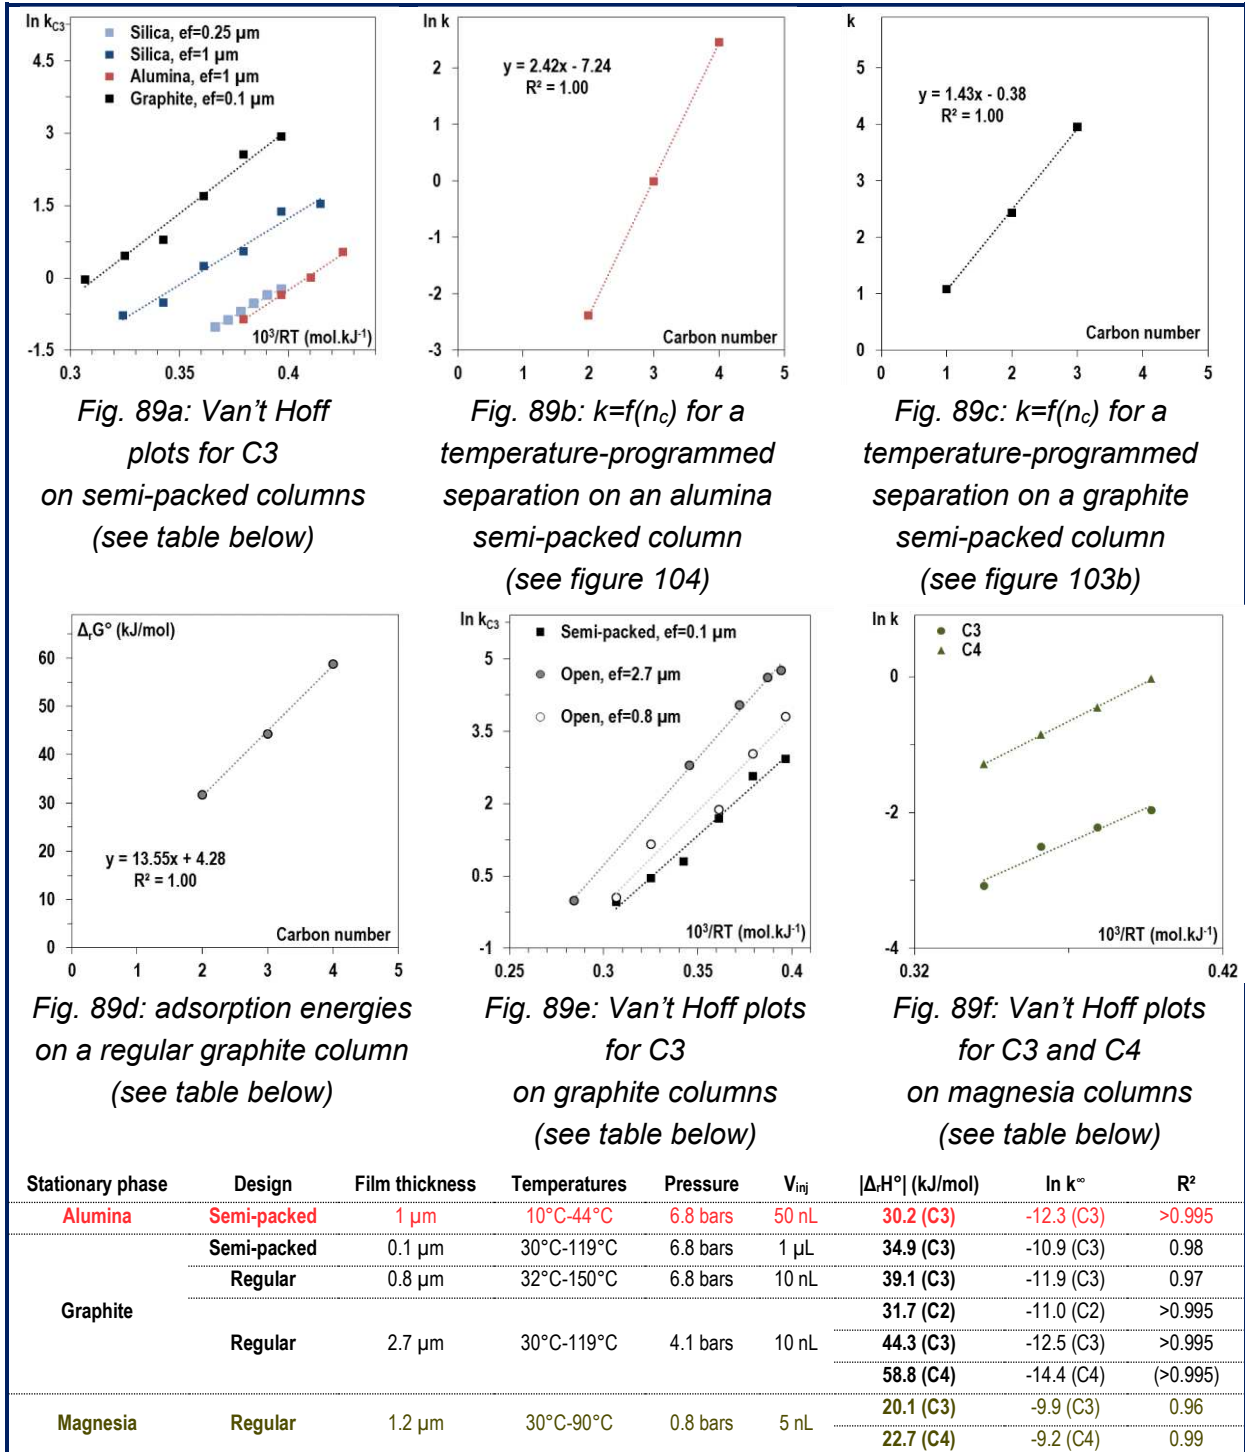 ln kC3
4.5
3
1.5
0
-1.5
0.3
0.35
0.4
Silica, ef=0.25 µm
Silica, ef=1 µm
Alumina, ef=1 µm
Graphite, ef=0.1 µm
10³/RT (mol.kJ⁻¹)
Fig. 89a: Van't Hoff
plots for C3
on semi-packed columns
(see table below)
ln k
2
1
0
-1
-2
-3
0 1 2 3 4 5
y = 2.42x - 7.24
R² = 1.00
Carbon number
Fig. 89b: k=f(nc) for a
temperature-programmed
separation on an alumina
semi-packed column
(see figure 104)
k
5
4
3
2
1
0
0 1 2 3 4 5
y = 1.43x - 0.38
R² = 1.00
Carbon number
Fig. 89c: k=f(nc) for a
temperature-programmed
separation on a graphite
semi-packed column
(see figure 103b)
ΔrG° (kJ/mol)
60
50
40
30
20
10
0
0 1 2 3 4 5
y = 13.55x + 4.28
R² = 1.00
Carbon number
Fig. 89d: adsorption energies
on a regular graphite column
(see table below)
ln kC3
5
3.5
2
0.5
-1
0.25 0.3 0.35 0.4
Semi-packed, ef=0.1 µm
Open, ef=2.7 µm
Open, ef=0.8 µm
10³/RT (mol.kJ⁻¹)
Fig. 89e: Van't Hoff plots
for C3
on graphite columns
(see table below)
ln k
0
-2
-4
0.32 0.42
C3
C4
10³/RT (mol.kJ⁻¹)
Fig. 89f: Van't Hoff plots
for C3 and C4
on magnesia columns
(see table below)
Stationary phase Design Film thickness Temperatures Pressure Vinj |ΔrH°| (kJ/mol) ln k∞ R²
Alumina Semi-packed 1 µm 10°C-44°C 6.8 bars 50 nL 30.2 (C3) -12.3 (C3) >0.995
Graphite Semi-packed 0.1 µm 30°C-119°C 6.8 bars 1 µL 34.9 (C3) -10.9 (C3) 0.98
Regular 0.8 µm 32°C-150°C 6.8 bars 10 nL 39.1 (C3) -11.9 (C3) 0.97
Regular 2.7 µm 30°C-119°C 4.1 bars 10 nL 31.7 (C2) -11.0 (C2) >0.995
44.3 (C3) -12.5 (C3) >0.995
58.8 (C4) -14.4 (C4) (>0.995)
Magnesia Regular 1.2 µm 30°C-90°C 0.8 bars 5 nL 20.1 (C3) -9.9 (C3) 0.96
22.7 (C4) -9.2 (C4) 0.99